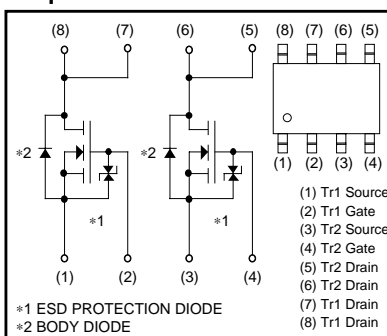 (8) (7) (6) (5) (8) (7) (6) (5)
*2 *2
*1 *1
(1) (2) (3) (4)
(1) (2) (3) (4)
(1) Tr1 Source
(2) Tr1 Gate
(3) Tr2 Source
(4) Tr2 Gate
(5) Tr2 Drain
(6) Tr2 Drain
(7) Tr1 Drain
(8) Tr1 Drain
*1 ESD PROTECTION DIODE
*2 BODY DIODE